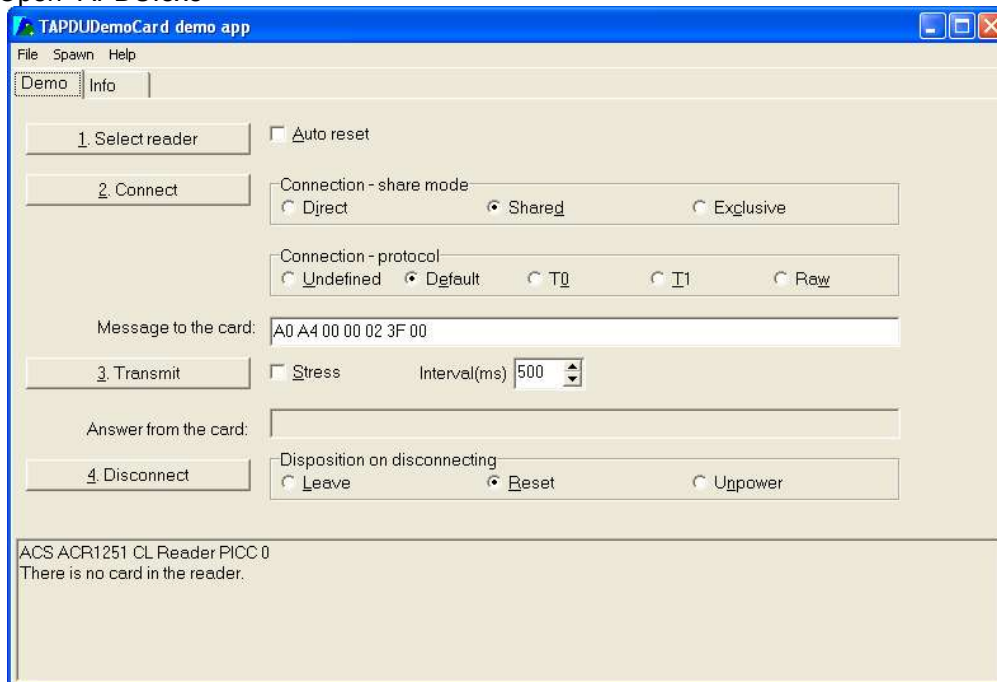 TAPDUDemoCard demo app
File Spawn Help
Demo Info
1. Select reader Auto reset
2. Connect Connection - share mode
Direct Shared Exclusive
Connection - protocol
Undefined Default T0 T1 Raw
Message to the card: A0 A4 00 00 02 3F 00
3. Transmit Stress Interval(ms) 500
Answer from the card:
4. Disconnect Disposition on disconnecting
Leave Reset Unpower
ACS ACR1251 CL Reader PICC 0
There is no card in the reader.